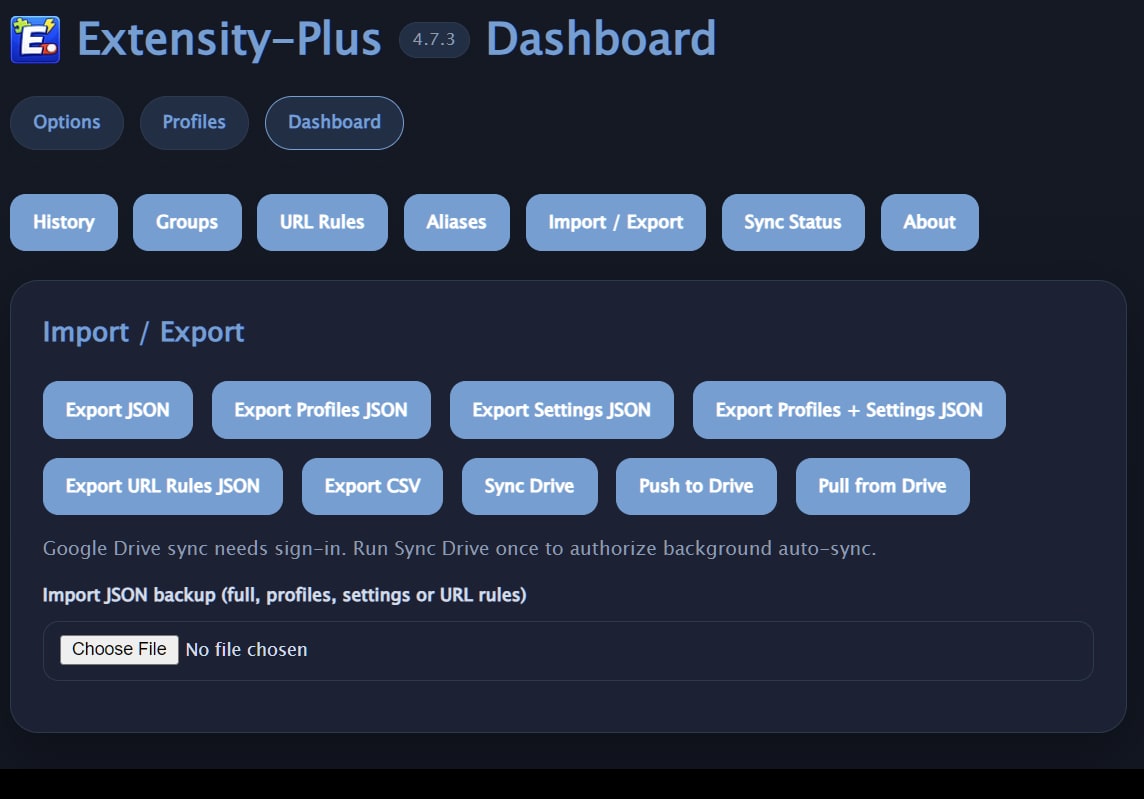 Extensity-Plus 4.7.3 Dashboard
Options Profiles Dashboard
History Groups URL Rules Aliases Import / Export Sync Status About
Import / Export
Export JSON Export Profiles JSON Export Settings JSON Export Profiles + Settings JSON
Export URL Rules JSON Export CSV Sync Drive Push to Drive Pull from Drive
Google Drive sync needs sign-in. Run Sync Drive once to authorize background auto-sync.
Import JSON backup (full, profiles, settings or URL rules)
Choose File No file chosen